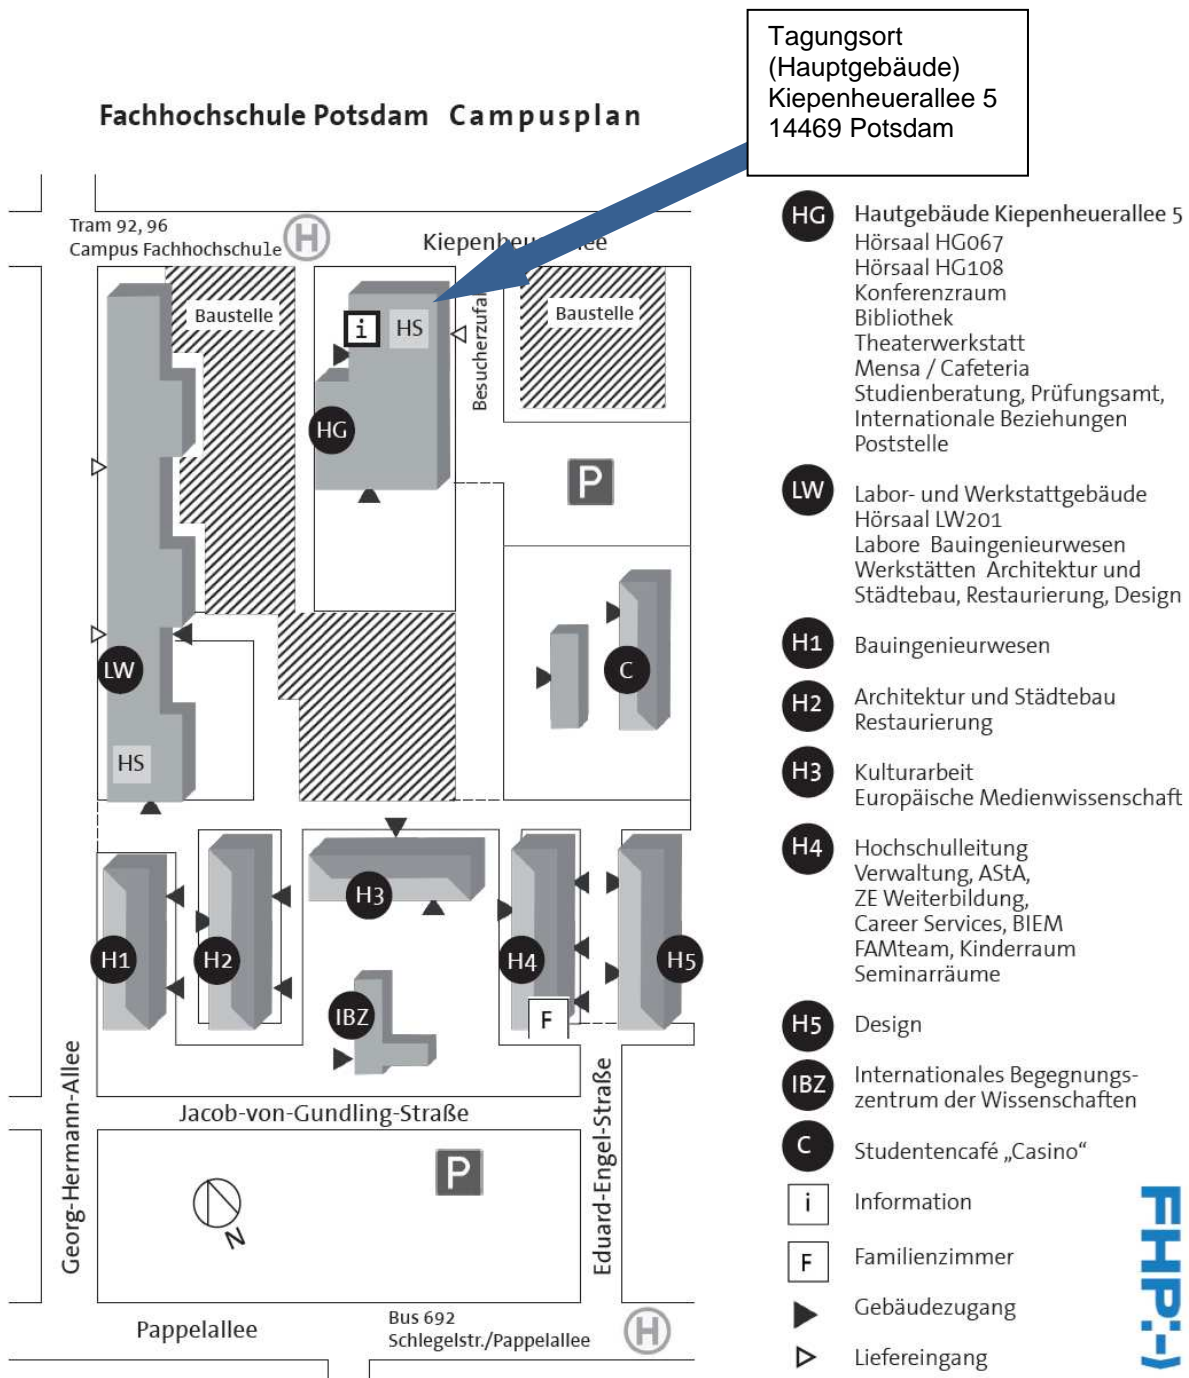 Tagungsort
(Hauptgebäude)
Kiepenheuerallee 5
14469 Potsdam
Fachhochschule Potsdam Campusplan
Tram 92, 96
Campus Fachhochschule
H
Kiepenheu llee
Baustelle
i
HS
Besucherzufa
Baustelle
HG
P
LW
C
HS
H1
H2
H3
H4
H5
IBZ
F
Georg-Hermann-Allee
Jacob-von-Gundling-Straße
Eduard-Engel-Straße
P
N
Pappelallee
Bus 692
Schlegelstr./Pappelallee
H
HG Hautgebäude Kiepenheuerallee 5
Hörsaal HG067
Hörsaal HG108
Konferenzraum
Bibliothek
Theaterwerkstatt
Mensa / Cafeteria
Studienberatung, Prüfungsamt,
Internationale Beziehungen
Poststelle
LW Labor- und Werkstattgebäude
Hörsaal LW201
Labore Bauingenieurwesen
Werkstätten Architektur und
Städtebau, Restaurierung, Design
H1 Bauingenieurwesen
H2 Architektur und Städtebau
Restaurierung
H3 Kulturarbeit
Europäische Medienwissenschaft
H4 Hochschulleitung
Verwaltung, AStA,
ZE Weiterbildung,
Career Services, BIEM
FAMteam, Kinderraum
Seminarräume
H5 Design
IBZ Internationales Begegnungs-
zentrum der Wissenschaften
C Studentencafé „Casino“
i Information
F Familienzimmer
Gebäudezugang
Liefereingang
FHP:-)